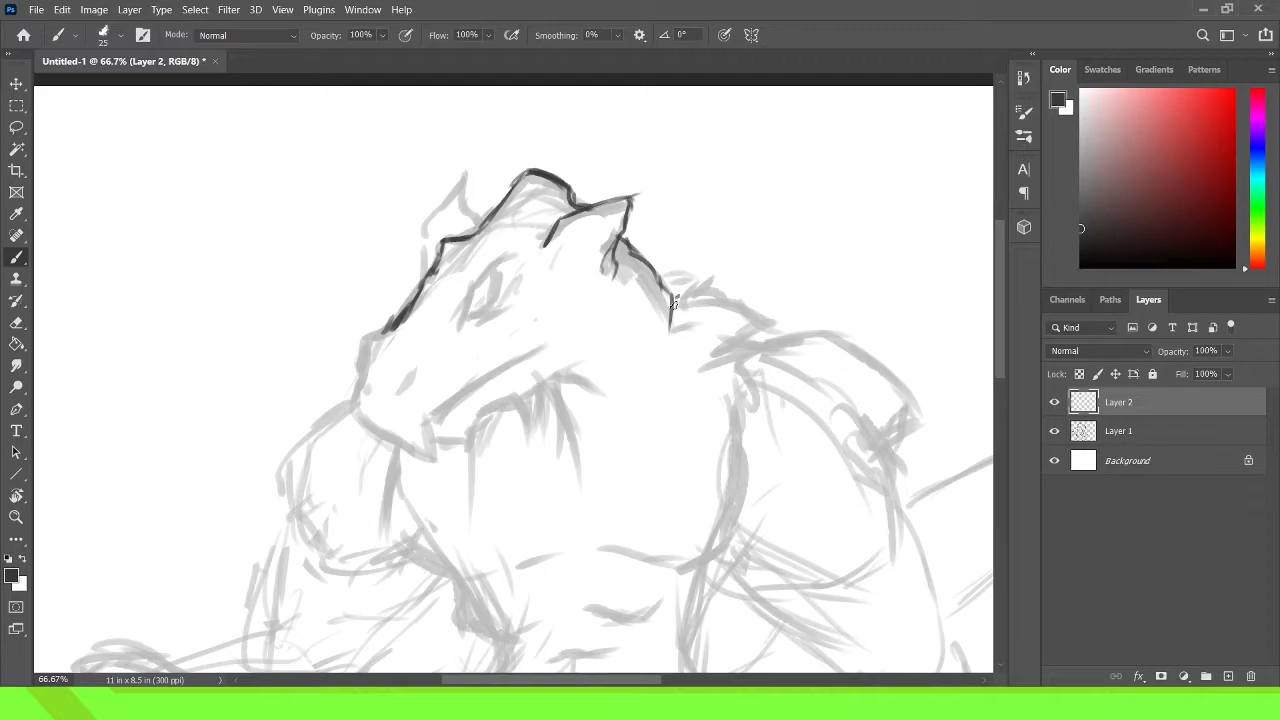 Ps File Edit Image Layer Type Select Filter 3D View Plugins Window Help
25 Mode: Normal Opacity: 100% Flow: 100% Smoothing: 0% 0°
Untitled-1 @ 66.7% (Layer 2, RGB/8) *
Color Swatches Gradients Patterns
Channels Paths Layers
Kind
Normal Opacity: 100%
Lock: Fill: 100%
Layer 2
Layer 1
Background
66.67% 11 in x 8.5 in (300 ppi)